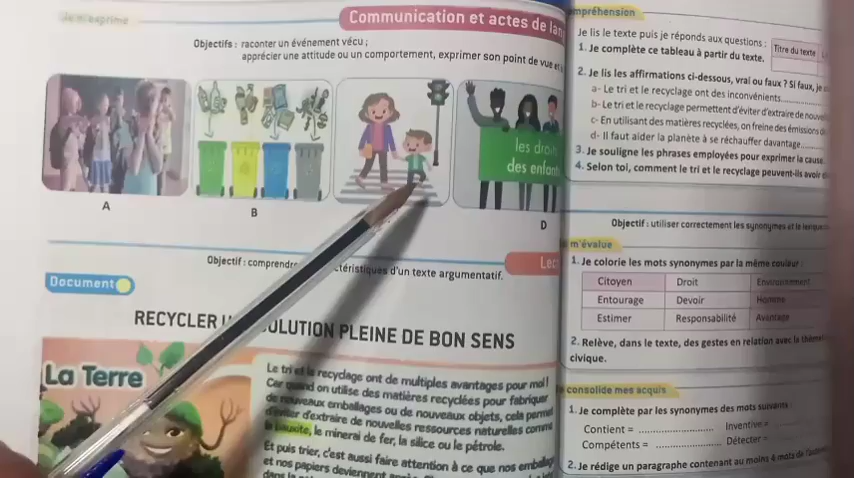 Je m'exprime
Communication et actes de
Objectifs : raconter un événement vécu ;
apprécier une attitude ou un comportement, exprimer son point de vue et
les droits
des enfants
A
B
D
Objectif : comprendre
ctéristiques d'un texte argumentatif.
Lec
Document
RECYCLER
OLUTION PLEINE DE BON SENS
La Terre
Le tri et le recyclage ont de multiples avantages pour moi !
Car quand on utilise des matières recyclées pour fabriquer
de nouveaux emballages ou de nouveaux objets, cela permet
d'éviter d'extraire de nouvelles ressources naturelles comme
la bauxite, le minerai de fer, la silice ou le pétrole.
Et puis trier, c'est aussi faire attention à ce que nos emballag
et nos papiers deviennent
dans la
ompréhension
Je lis le texte puis je réponds aux questions :
1. Je complète ce tableau à partir du texte.
Titre du texte
2. Je lis les affirmations ci-dessous, vrai ou faux ? Si faux, je
a- Le tri et le recyclage ont des inconvénients
b- Le tri et le recyclage permettent d'éviter d'extraire de nouve
c- En utilisant des matières recyclées, on freine des émissions
d- Il faut aider la planète à se réchauffer davantage
3. Je souligne les phrases employées pour exprimer la cause.
4. Selon toi, comment le tri et le recyclage peuvent-ils avoir
Objectif : utiliser correctement les synonymes et le lexique
m'évalue
1. Je colorie les mots synonymes par la même couleur :
Citoyen Droit Environnement
Entourage Devoir Homme
Estimer Responsabilité Avantage
2. Relève, dans le texte, des gestes en relation avec la thème
civique.
consolide mes acquis
1. Je complète par les synonymes des mots suivants :
Contient = Inventive =
Compétents = Détecter =
2. Je rédige un paragraphe contenant au moins 4 mots de